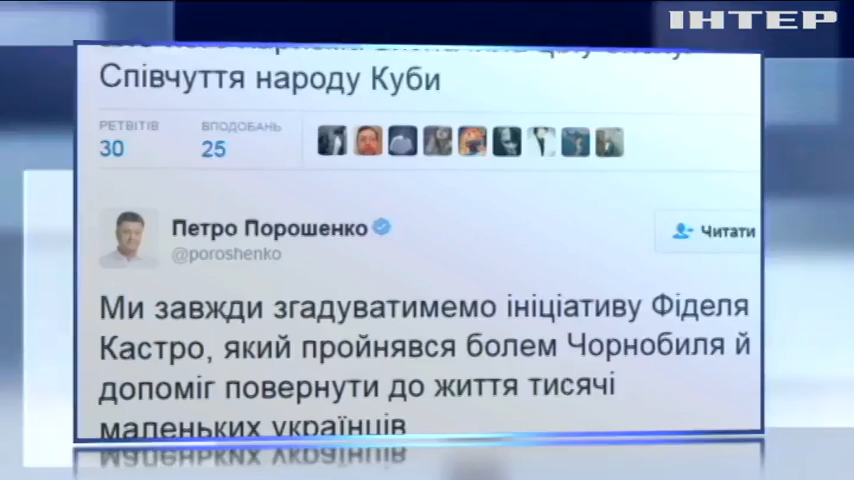 ІНТЕР
Співчуття народу Куби
РЕТВІТІВ ВПОДОБАНЬ
30 25
Петро Порошенко
@poroshenko
Читати
Ми завжди згадуватимемо ініціативу Фіделя
Кастро, який пройнявся болем Чорнобиля й
допоміг повернути до життя тисячі
маленьких українців